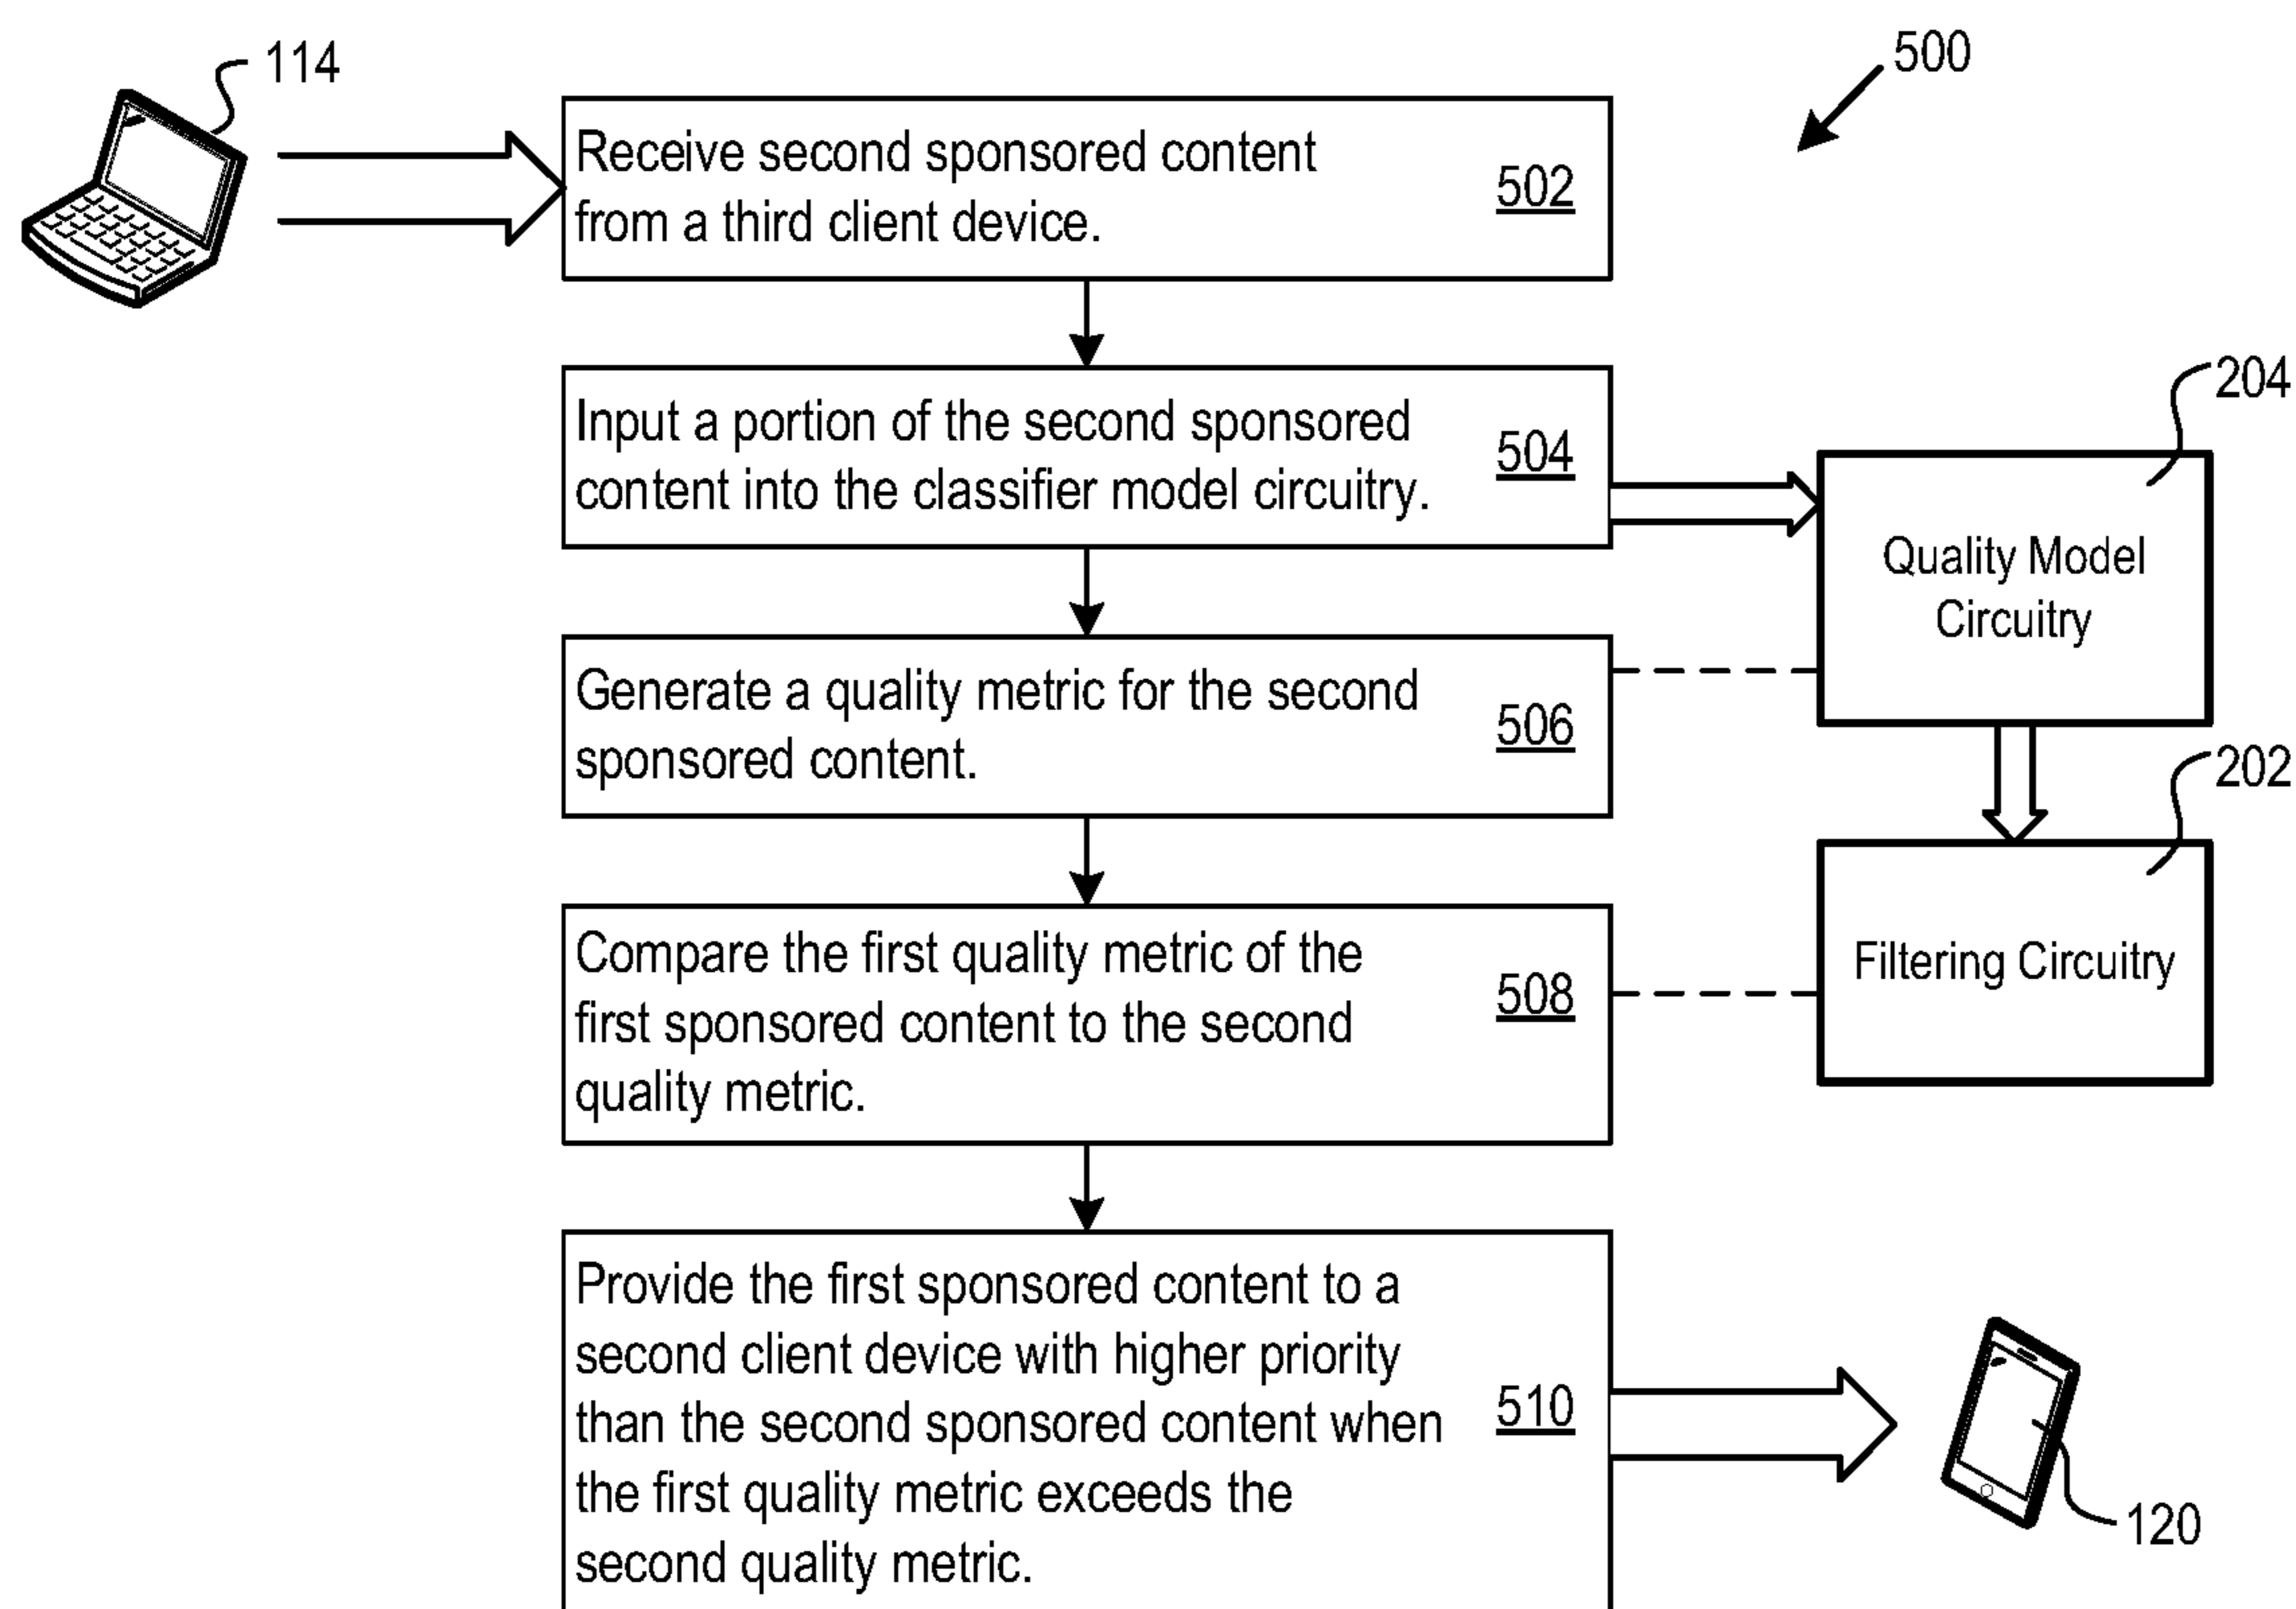 114
500
Receive second sponsored content
from a third client device.
502
Input a portion of the second sponsored
content into the classifier model circuitry.
504
204
Quality Model
Circuitry
Generate a quality metric for the second
sponsored content.
506
202
Filtering Circuitry
Compare the first quality metric of the
first sponsored content to the second
quality metric.
508
Provide the first sponsored content to a
second client device with higher priority
than the second sponsored content when
the first quality metric exceeds the
second quality metric.
510
120